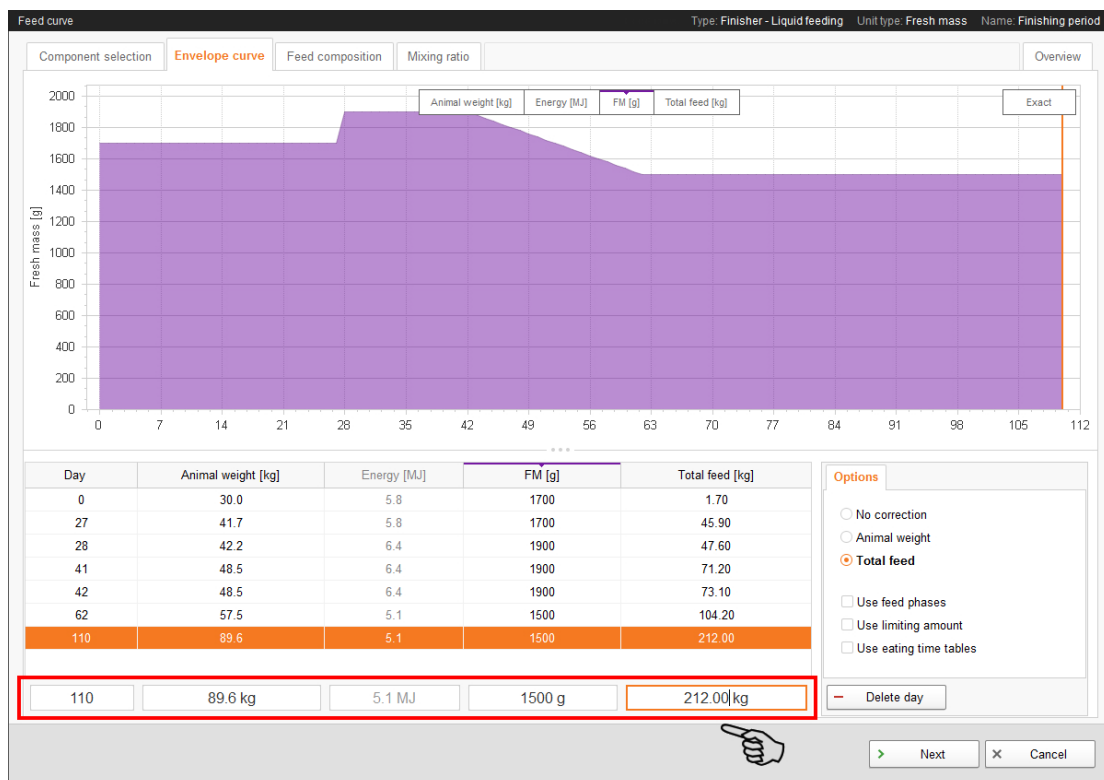 Feed curve Type: Finisher - Liquid feeding Unit type: Fresh mass Name: Finishing period
Component selection Envelope curve Feed composition Mixing ratio Overview
Animal weight [kg] Energy [MJ] FM [g] Total feed [kg] Exact
Fresh mass [g]
2000
1800
1600
1400
1200
1000
800
600
400
200
0
0 7 14 21 28 35 42 49 56 63 70 77 84 91 98 105 112
Day Animal weight [kg] Energy [MJ] FM [g] Total feed [kg]
0 30.0 5.8 1700 1.70
27 41.7 5.8 1700 45.90
28 42.2 6.4 1900 47.60
41 48.5 6.4 1900 71.20
42 48.5 6.4 1900 73.10
62 57.5 5.1 1500 104.20
110 89.6 5.1 1500 212.00
110 89.6 kg 5.1 MJ 1500 g 212.00 kg
Options
No correction
Animal weight
Total feed
Use feed phases
Use limiting amount
Use eating time tables
Delete day
Next Cancel